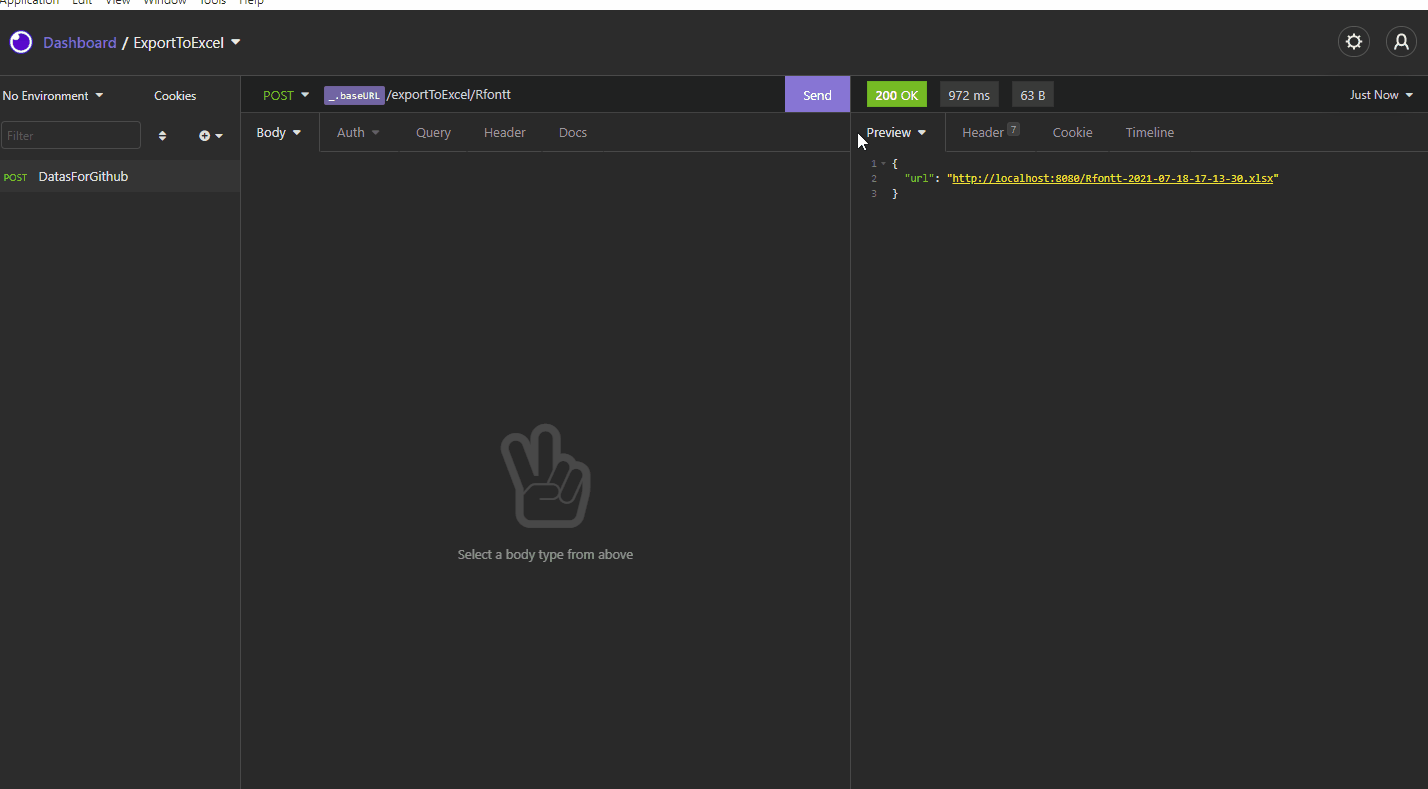 Application Edit View Window Tools Help
Dashboard / ExportToExcel
No Environment Cookies
POST _.baseURL /exportToExcel/Rfontt
Send
200 OK 972 ms 63 B Just Now
Filter
Body Auth Query Header Docs
Preview Header 7 Cookie Timeline
POST DatasForGithub
1 {
2 "url": "http://localhost:8080/Rfontt-2021-07-18-17-13-30.xlsx"
3 }
Select a body type from above